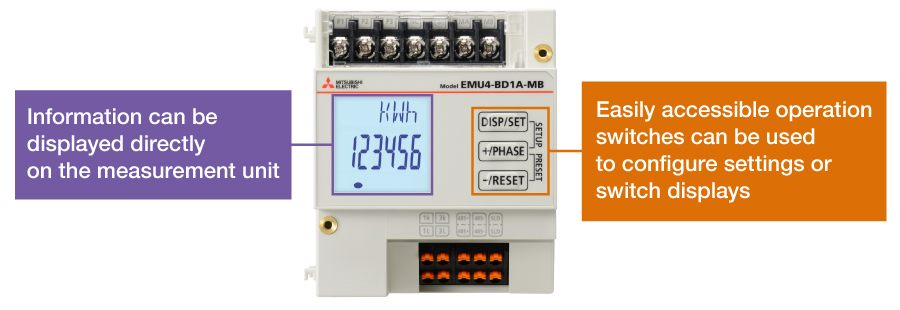 MITSUBISHI
ELECTRIC
Model EMU4-BD1A-MB
Information can be
displayed directly
on the measurement unit
KWh
123456
DISP/SET
+/PHASE
−/RESET
SETUP
PRESET
Easily accessible operation
switches can be used
to configure settings or
switch displays